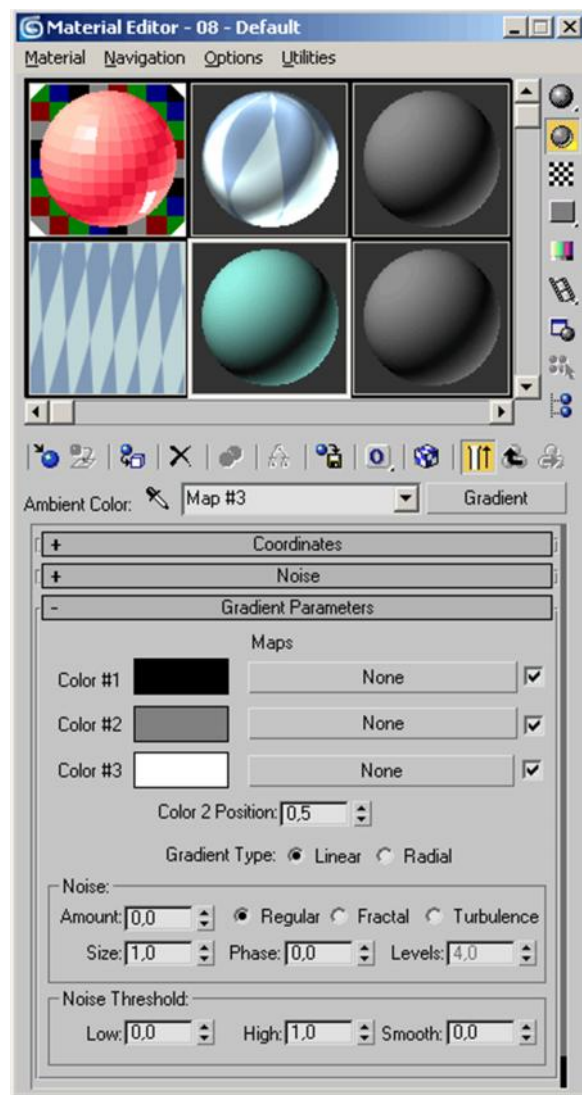 Material Editor - 08 - Default
Material Navigation Options Utilities
Ambient Color: Map #3 Gradient
+ Coordinates
+ Noise
- Gradient Parameters
Maps
Color #1 None
Color #2 None
Color #3 None
Color 2 Position: 0,5
Gradient Type: Linear Radial
Noise:
Amount: 0,0 Regular Fractal Turbulence
Size: 1,0 Phase: 0,0 Levels: 4,0
Noise Threshold:
Low: 0,0 High: 1,0 Smooth: 0,0